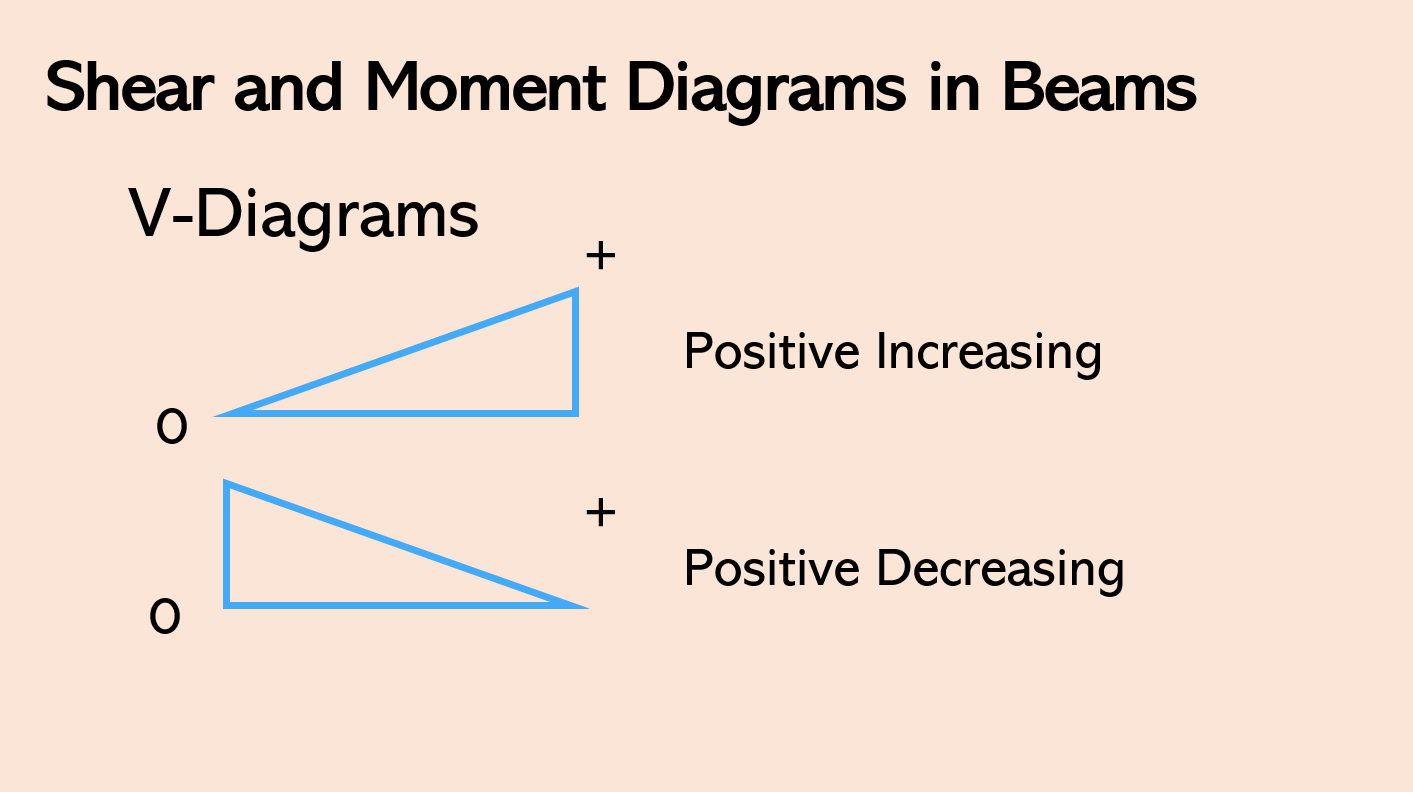 Shear and Moment Diagrams in Beams
V-Diagrams
+
Positive Increasing
0
+
Positive Decreasing
0